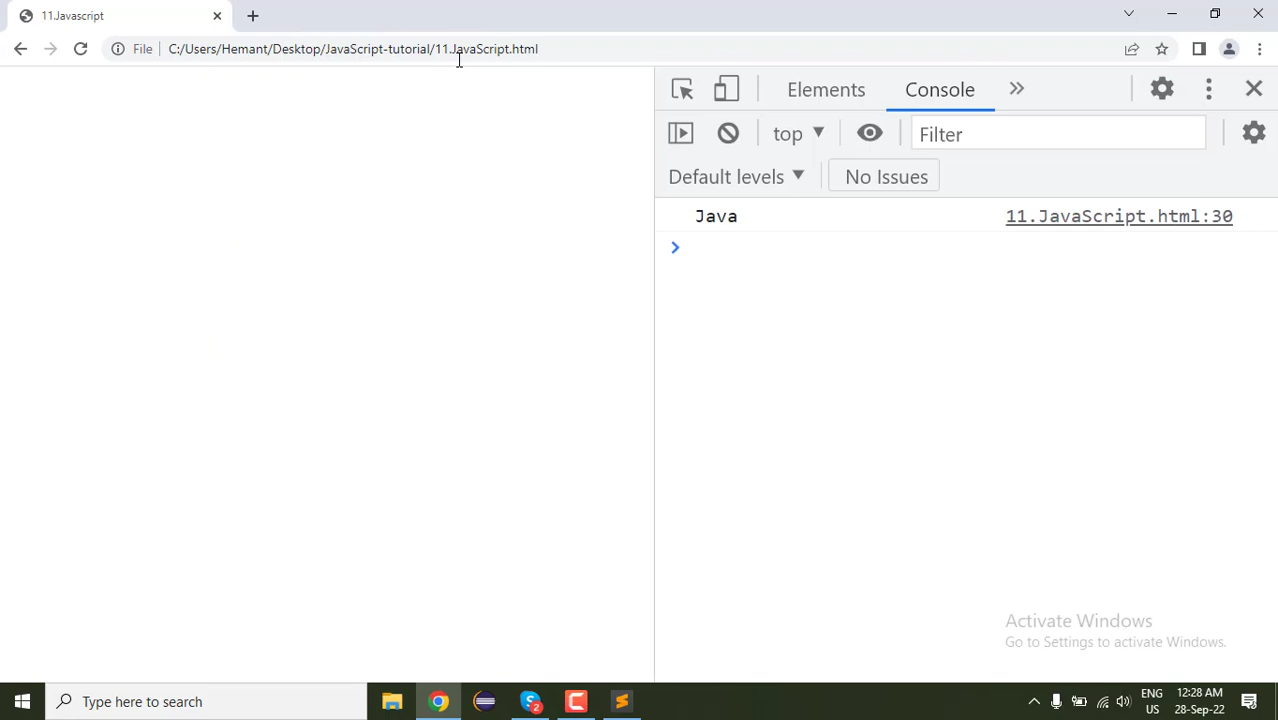 11.Javascript
File C:/Users/Hemant/Desktop/JavaScript-tutorial/11.JavaScript.html
Elements Console
top Filter
Default levels No Issues
Java 11.JavaScript.html:30
Activate Windows
Go to Settings to activate Windows.
Type here to search
S 2
C
ENG
US
12:28 AM
28-Sep-22